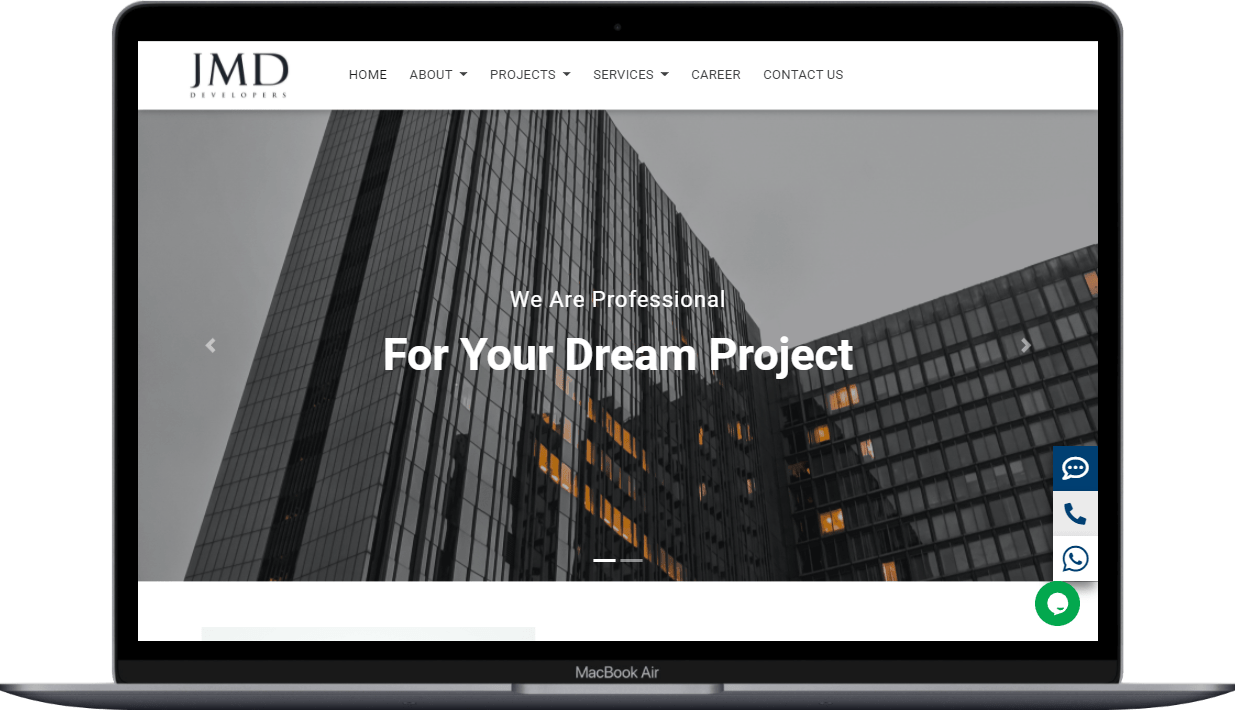 JMD
DEVELOPERS
HOME ABOUT PROJECTS SERVICES CAREER CONTACT US
We Are Professional
For Your Dream Project
MacBook Air